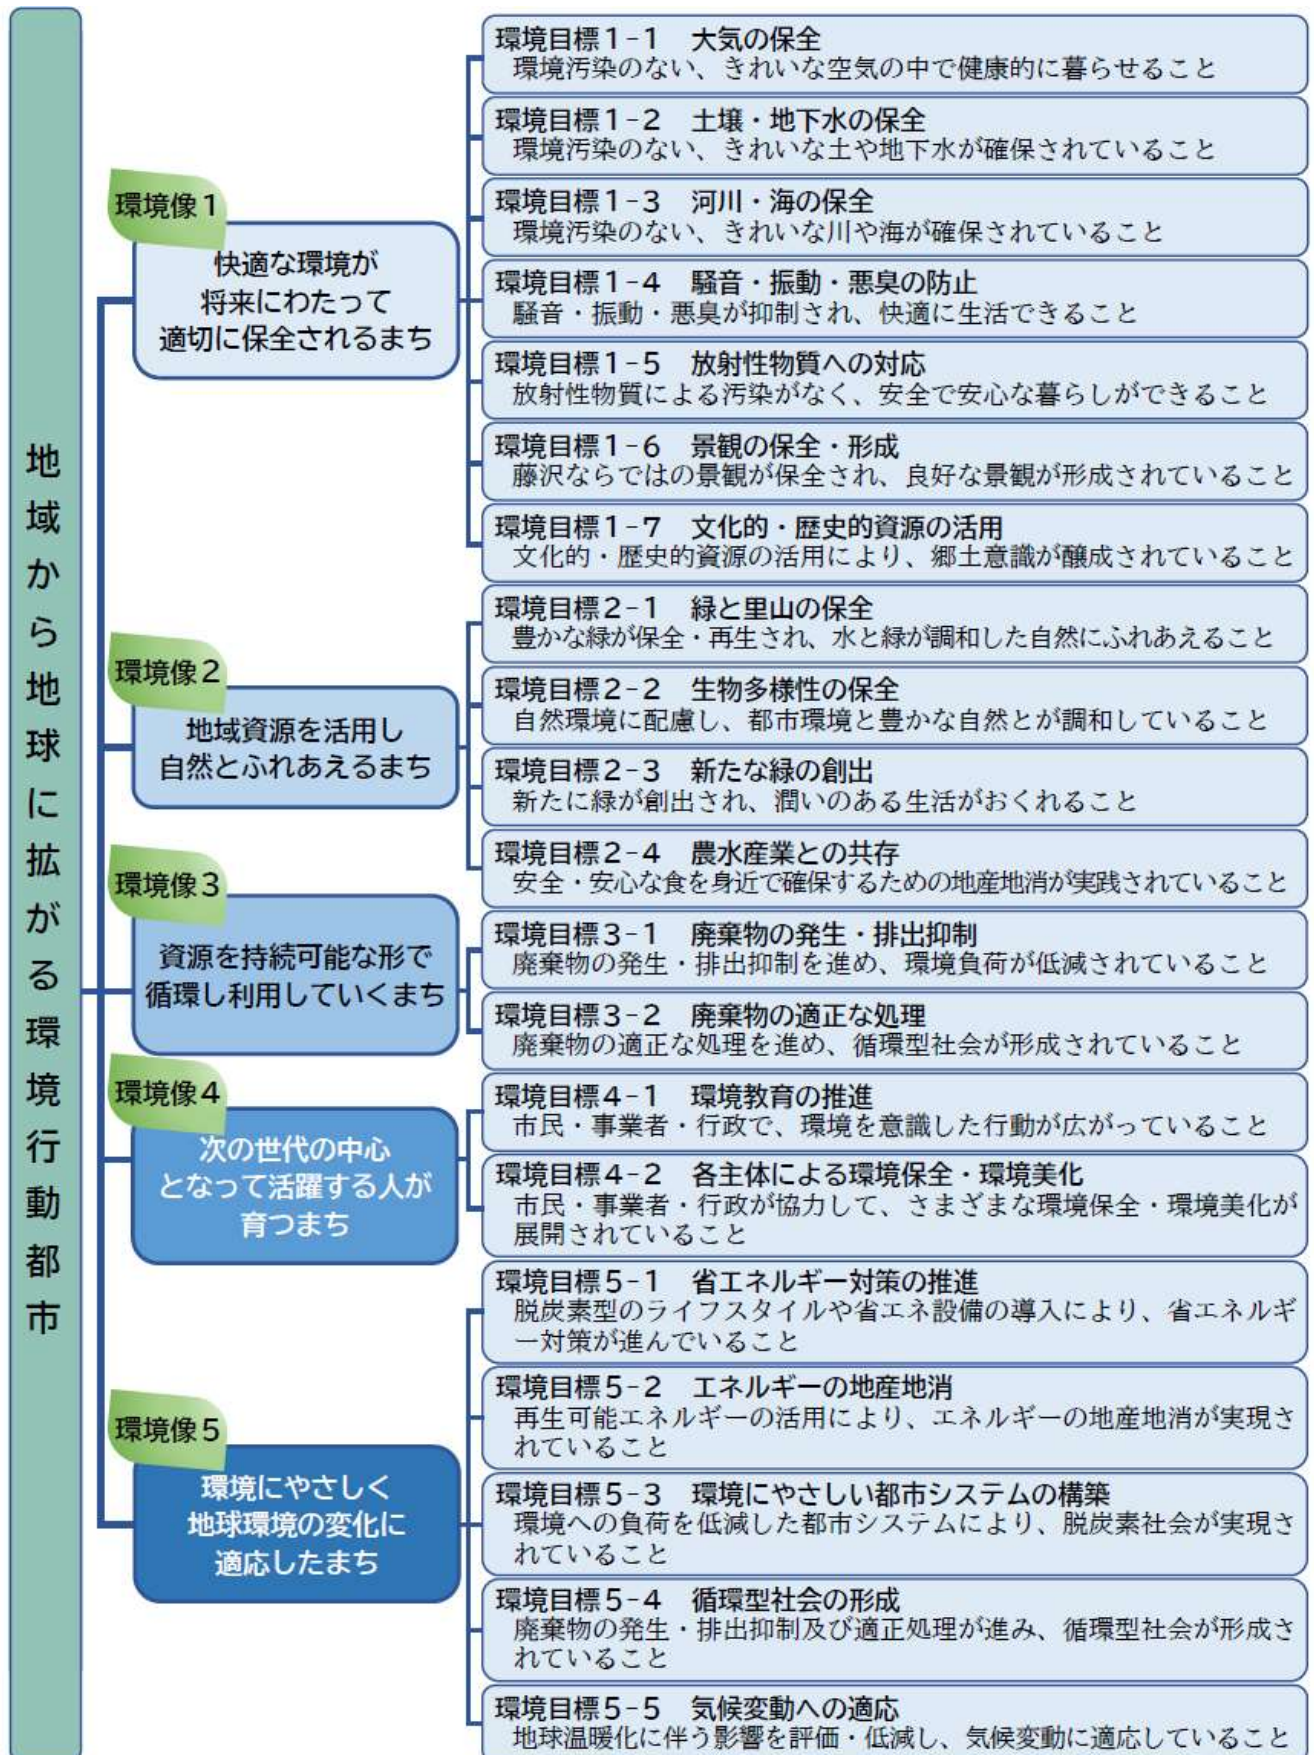 地域から地球に拡がる環境行動都市
環境像1
快適な環境が
将来にわたって
適切に保全されるまち
環境目標1-1　大気の保全
環境汚染のない、きれいな空気の中で健康的に暮らせること
環境目標1-2　土壌・地下水の保全
環境汚染のない、きれいな土や地下水が確保されていること
環境目標1-3　河川・海の保全
環境汚染のない、きれいな川や海が確保されていること
環境目標1-4　騒音・振動・悪臭の防止
騒音・振動・悪臭が抑制され、快適に生活できること
環境目標1-5　放射性物質への対応
放射性物質による汚染がなく、安全で安心な暮らしができること
環境目標1-6　景観の保全・形成
藤沢ならではの景観が保全され、良好な景観が形成されていること
環境目標1-7　文化的・歴史的資源の活用
文化的・歴史的資源の活用により、郷土意識が醸成されていること
環境像2
地域資源を活用し
自然とふれあえるまち
環境目標2-1　緑と里山の保全
豊かな緑が保全・再生され、水と緑が調和した自然にふれあえること
環境目標2-2　生物多様性の保全
自然環境に配慮し、都市環境と豊かな自然とが調和していること
環境目標2-3　新たな緑の創出
新たに緑が創出され、潤いのある生活がおくれること
環境目標2-4　農水産業との共存
安全・安心な食を身近で確保するための地産地消が実践されていること
環境像3
資源を持続可能な形で
循環し利用していくまち
環境目標3-1　廃棄物の発生・排出抑制
廃棄物の発生・排出抑制を進め、環境負荷が低減されていること
環境目標3-2　廃棄物の適正な処理
廃棄物の適正な処理を進め、循環型社会が形成されていること
環境像4
次の世代の中心
となって活躍する人が
育つまち
環境目標4-1　環境教育の推進
市民・事業者・行政で、環境を意識した行動が広がっていること
環境目標4-2　各主体による環境保全・環境美化
市民・事業者・行政が協力して、さまざまな環境保全・環境美化が
展開されていること
環境像5
環境にやさしく
地球環境の変化に
適応したまち
環境目標5-1　省エネルギー対策の推進
脱炭素型のライフスタイルや省エネ設備の導入により、省エネルギ
ー対策が進んでいること
環境目標5-2　エネルギーの地産地消
再生可能エネルギーの活用により、エネルギーの地産地消が実現さ
れていること
環境目標5-3　環境にやさしい都市システムの構築
環境への負荷を低減した都市システムにより、脱炭素社会が実現さ
れていること
環境目標5-4　循環型社会の形成
廃棄物の発生・排出抑制及び適正処理が進み、循環型社会が形成さ
れていること
環境目標5-5　気候変動への適応
地球温暖化に伴う影響を評価・低減し、気候変動に適応していること